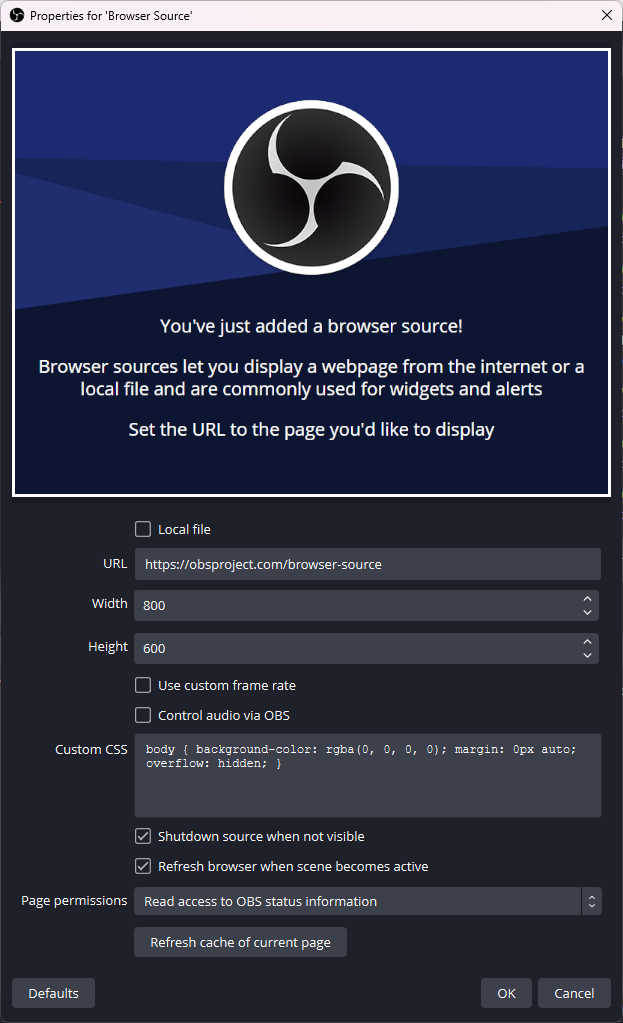 Properties for 'Browser Source'
You've just added a browser source!
Browser sources let you display a webpage from the internet or a
local file and are commonly used for widgets and alerts
Set the URL to the page you'd like to display
Local file
URL https://obsproject.com/browser-source
Width 800
Height 600
Use custom frame rate
Control audio via OBS
Custom CSS body { background-color: rgba(0, 0, 0, 0); margin: 0px auto;
overflow: hidden; }
Shutdown source when not visible
Refresh browser when scene becomes active
Page permissions Read access to OBS status information
Refresh cache of current page
Defaults OK Cancel